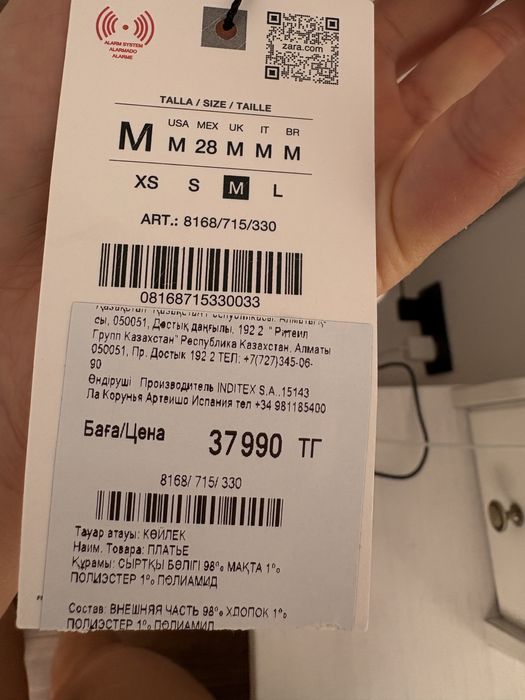 ALARM SYSTEM
ALARMADO
ALARME
zara.com
TALLA / SIZE / TAILLE
USA MEX UK IT BR
M M 28 M M M
XS S M L
ART.: 8168/715/330
08168715330033
сы, 050051, Достық даңғылы. 192 2 " Ритеил
Групп Казахстан" Республика Казахстан, Алматы
050051, Пр. Достык 192 2 ТЕЛ: +7(727)345-06-
90
Өндіруші Производитель INDITEX S.A..15143
Ла Корунья Артеишо Испания тел +34 981185400
Баға/Цена 37990 ТГ
8168/ 715/ 330
Тауар атауы: КӨЙЛЕК
Наим. Товара: ПЛАТЬЕ
Құрамы: СЫРТҚЫ БӨЛІГІ 98% МАҚТА 1%
ПОЛИЭСТЕР 1% ПОЛИАМИД
Состав: ВНЕШНЯЯ ЧАСТЬ 98% ХЛОПОК 1%
ПОЛИЭСТЕР 1% ПОЛИАМИД